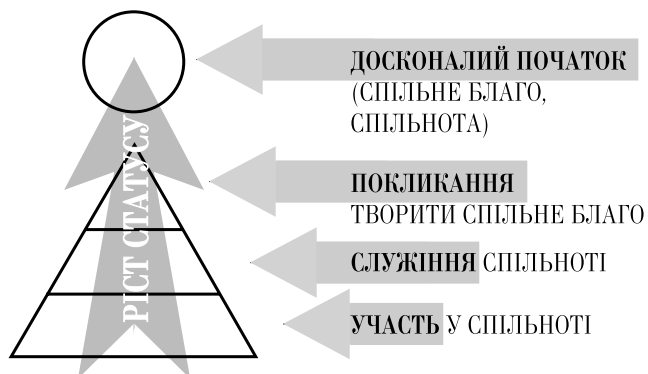 ДОСКОНАЛИЙ ПОЧАТОК
(СПІЛЬНЕ БЛАГО,
СПІЛЬНОТА)
ПОКЛИКАННЯ
ТВОРИТИ СПІЛЬНЕ БЛАГО
СЛУЖІННЯ СПІЛЬНОТІ
УЧАСТЬ У СПІЛЬНОТІ
РІСТ СТАТУСУ